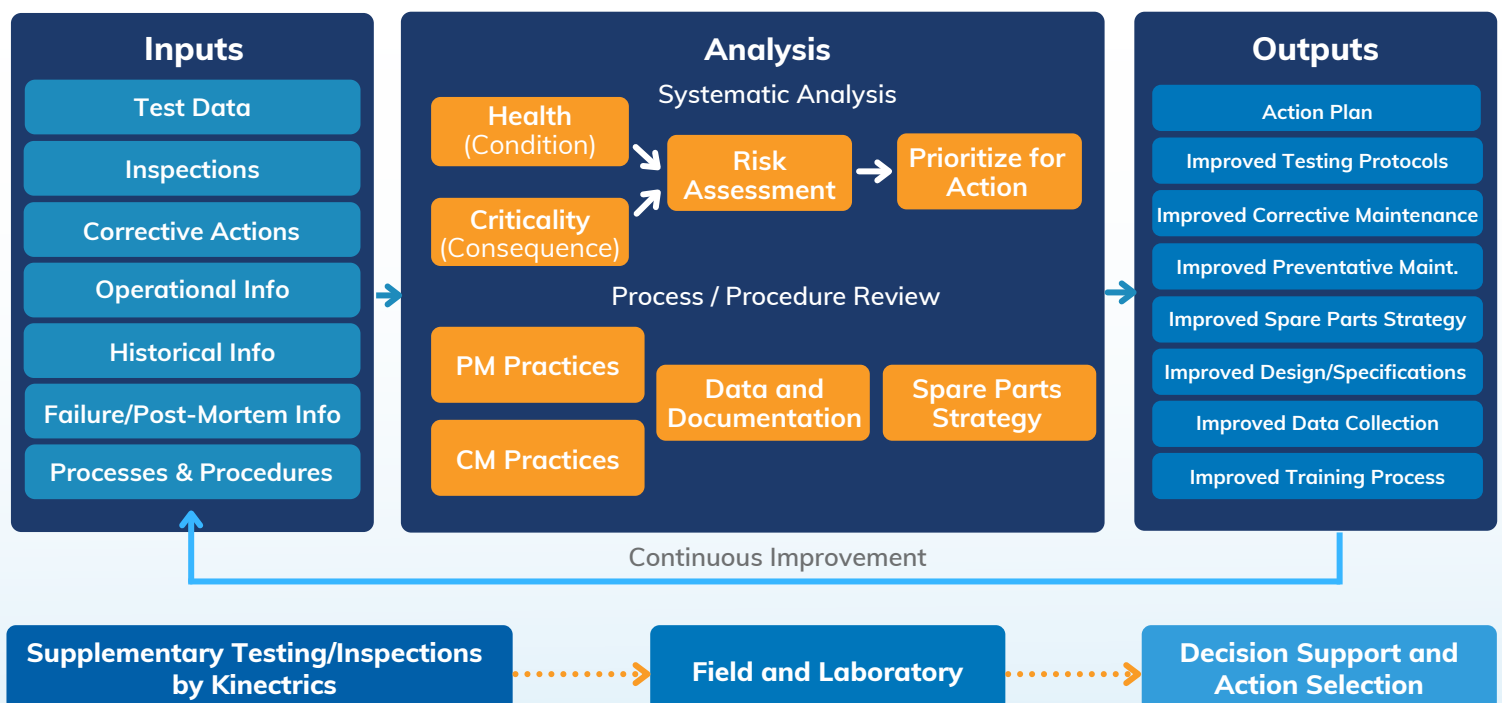 Inputs
Test Data
Inspections
Corrective Actions
Operational Info
Historical Info
Failure/Post-Mortem Info
Processes & Procedures
Analysis
Systematic Analysis
Health
(Condition)
Criticality
(Consequence)
Risk
Assessment
Prioritize for
Action
Process / Procedure Review
PM Practices
CM Practices
Data and
Documentation
Spare Parts
Strategy
Outputs
Action Plan
Improved Testing Protocols
Improved Corrective Maintenance
Improved Preventative Maint.
Improved Spare Parts Strategy
Improved Design/Specifications
Improved Data Collection
Improved Training Process
Continuous Improvement
Supplementary Testing/Inspections
by Kinectrics
Field and Laboratory
Decision Support and
Action Selection